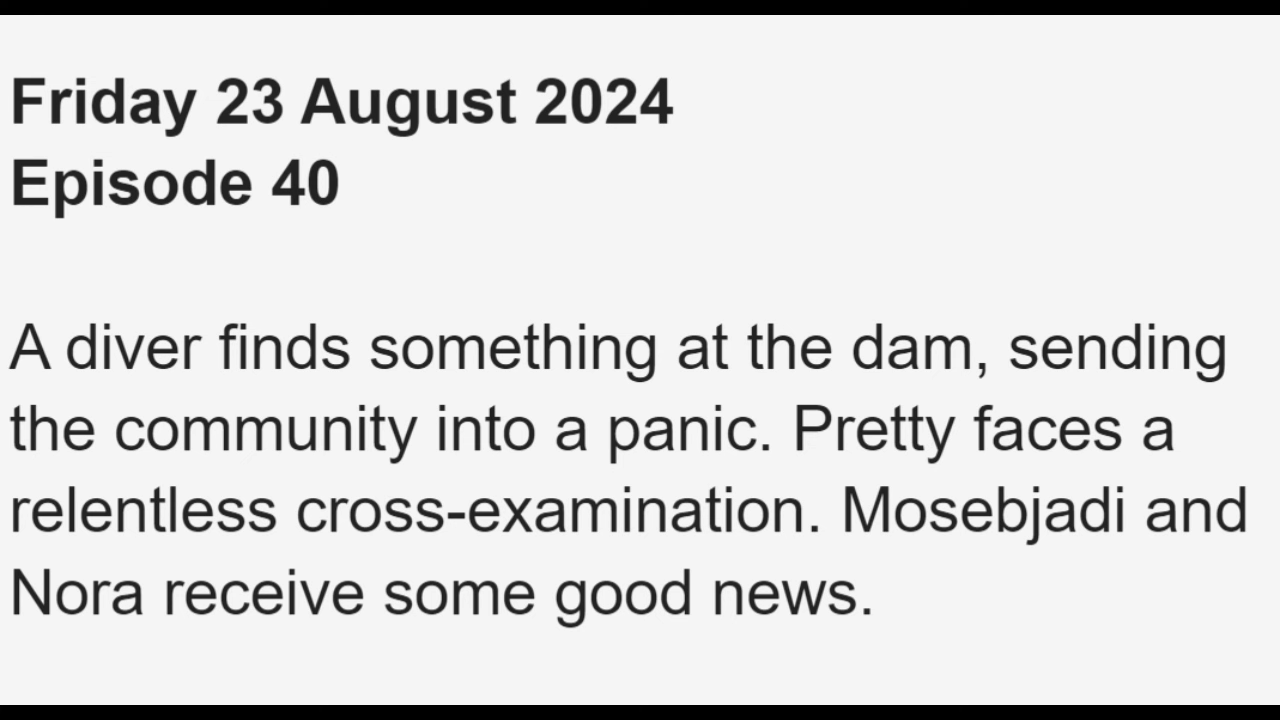 Friday 23 August 2024
Episode 40
A diver finds something at the dam, sending
the community into a panic. Pretty faces a
relentless cross-examination. Mosebjadi and
Nora receive some good news.